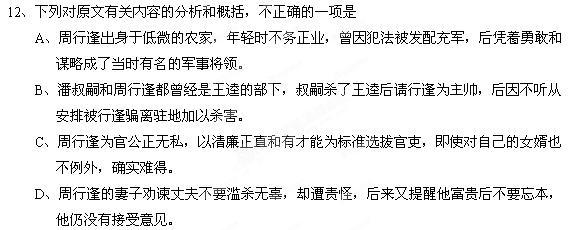 12、下列对原文有关内容的分析和概括，不正确的一项是
A、周行逢出身于低微的农家，年轻时不务正业，曾因犯法被发配充军，后凭着勇敢和
谋略成了当时有名的军事将领。
B、潘叔嗣和周行逢都曾经是王逵的部下，叔嗣杀了王逵后请行逢为主帅，后因不听从
安排被行逢骗离驻地加以杀害。
C、周行逢为官公正无私，以清廉正直和有才能为标准选拔官吏，即使对自己的女婿也
不例外，确实难得。
D、周行逢的妻子劝谏丈夫不要滥杀无辜，却遭责怪，后来又提醒他富贵后不要忘本，
他仍没有接受意见。